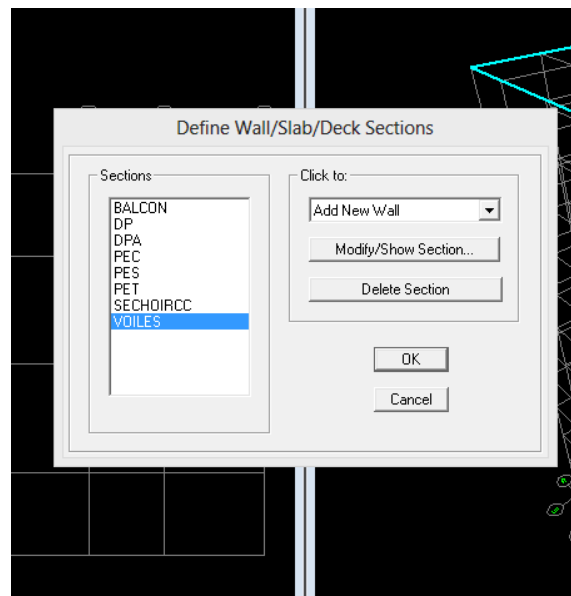 Define Wall/Slab/Deck Sections
Sections
BALCON
DP
DPA
PEC
PES
PET
SECHOIRCC
VOILES
Click to:
Add New Wall
Modify/Show Section...
Delete Section
OK
Cancel